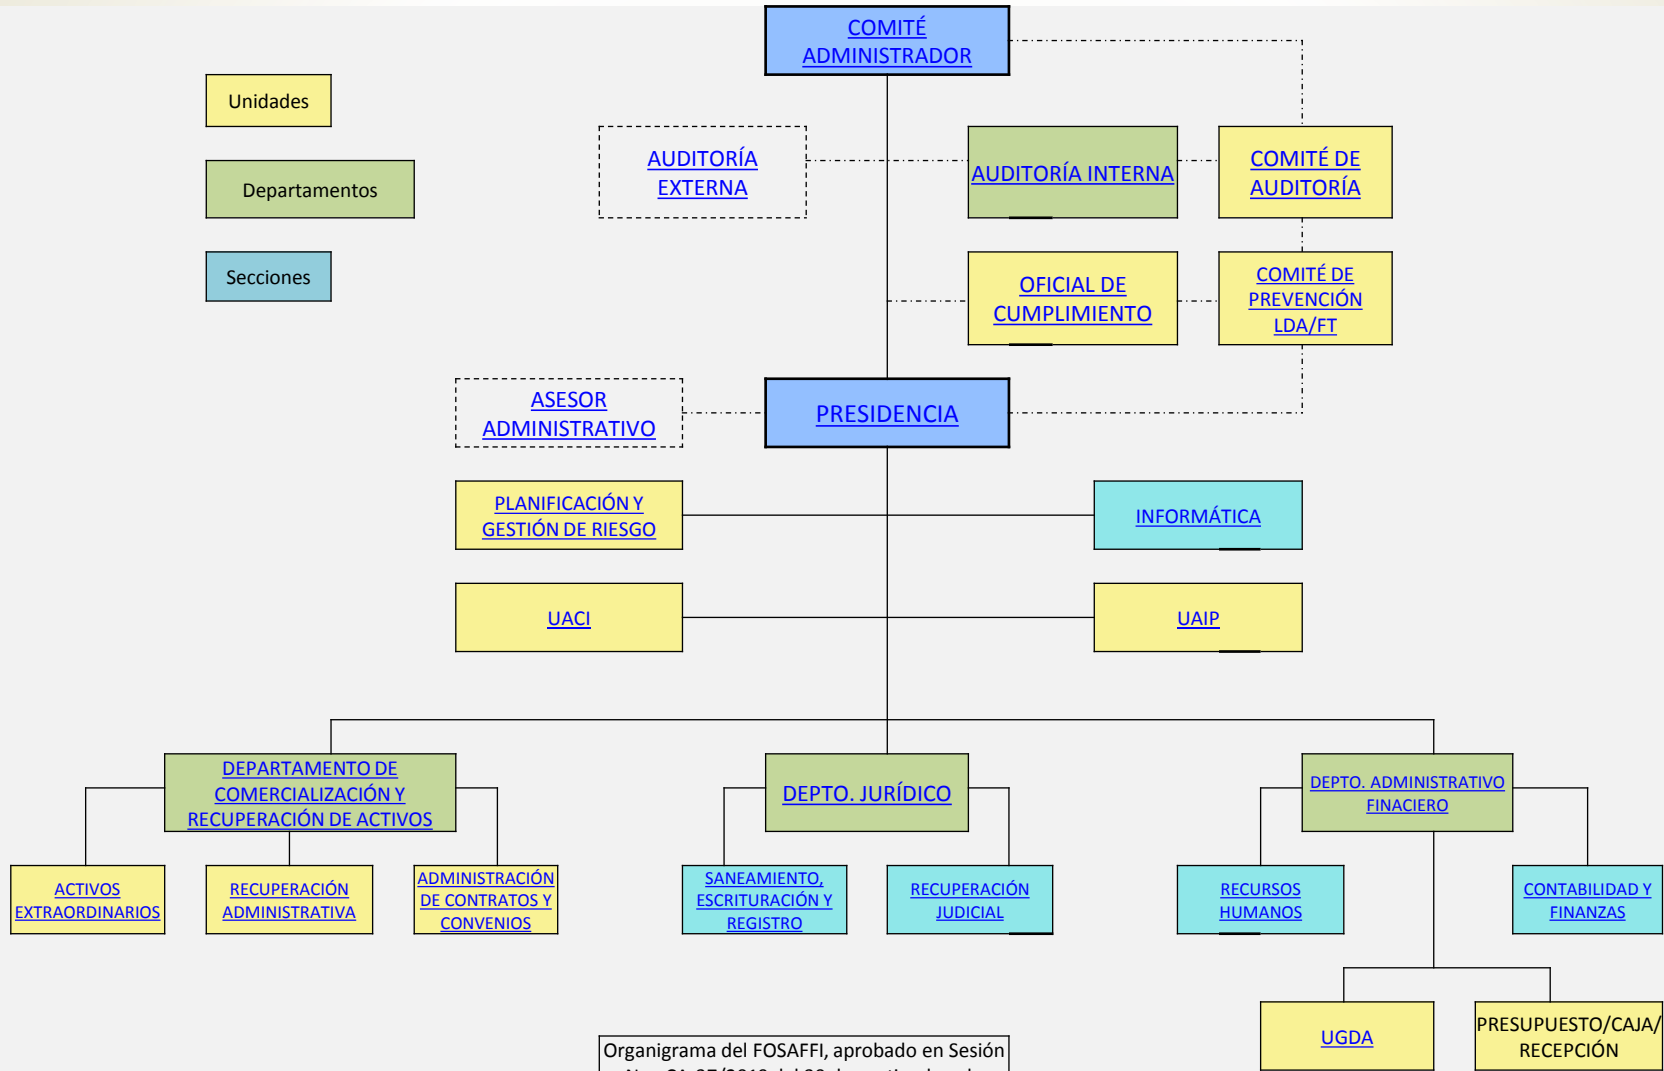 COMITÉ
ADMINISTRADOR
Unidades
Departamentos
Secciones
AUDITORÍA
EXTERNA
AUDITORÍA INTERNA
COMITÉ DE
AUDITORÍA
OFICIAL DE
CUMPLIMIENTO
COMITÉ DE
PREVENCIÓN
LDA/FT
ASESOR
ADMINISTRATIVO
PRESIDENCIA
PLANIFICACIÓN Y
GESTIÓN DE RIESGO
INFORMÁTICA
UACI
UAIP
DEPARTAMENTO DE
COMERCIALIZACIÓN Y
RECUPERACIÓN DE ACTIVOS
DEPTO. JURÍDICO
DEPTO. ADMINISTRATIVO
FINACIERO
ACTIVOS
EXTRAORDINARIOS
RECUPERACIÓN
ADMINISTRATIVA
ADMINISTRACIÓN
DE CONTRATOS Y
CONVENIOS
SANEAMIENTO,
ESCRITURACIÓN Y
REGISTRO
RECUPERACIÓN
JUDICIAL
RECURSOS
HUMANOS
CONTABILIDAD Y
FINANZAS
UGDA
PRESUPUESTO/CAJA/
RECEPCIÓN
Organigrama del FOSAFFI, aprobado en Sesión